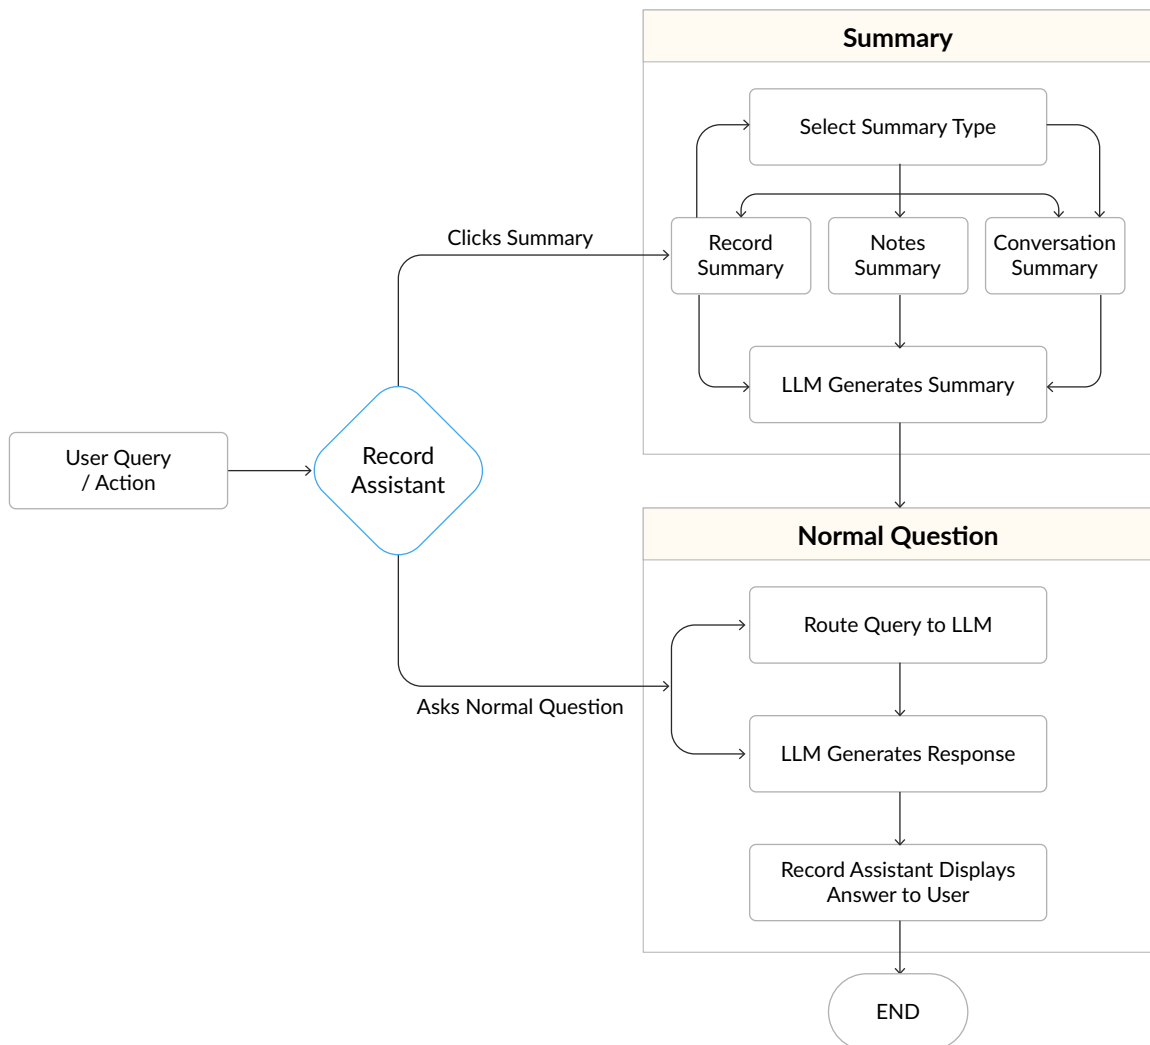 Summary
Select Summary Type
Clicks Summary
Record
Summary
Notes
Summary
Conversation
Summary
LLM Generates Summary
User Query
/ Action
Record
Assistant
Normal Question
Route Query to LLM
Asks Normal Question
LLM Generates Response
Record Assistant Displays
Answer to User
END